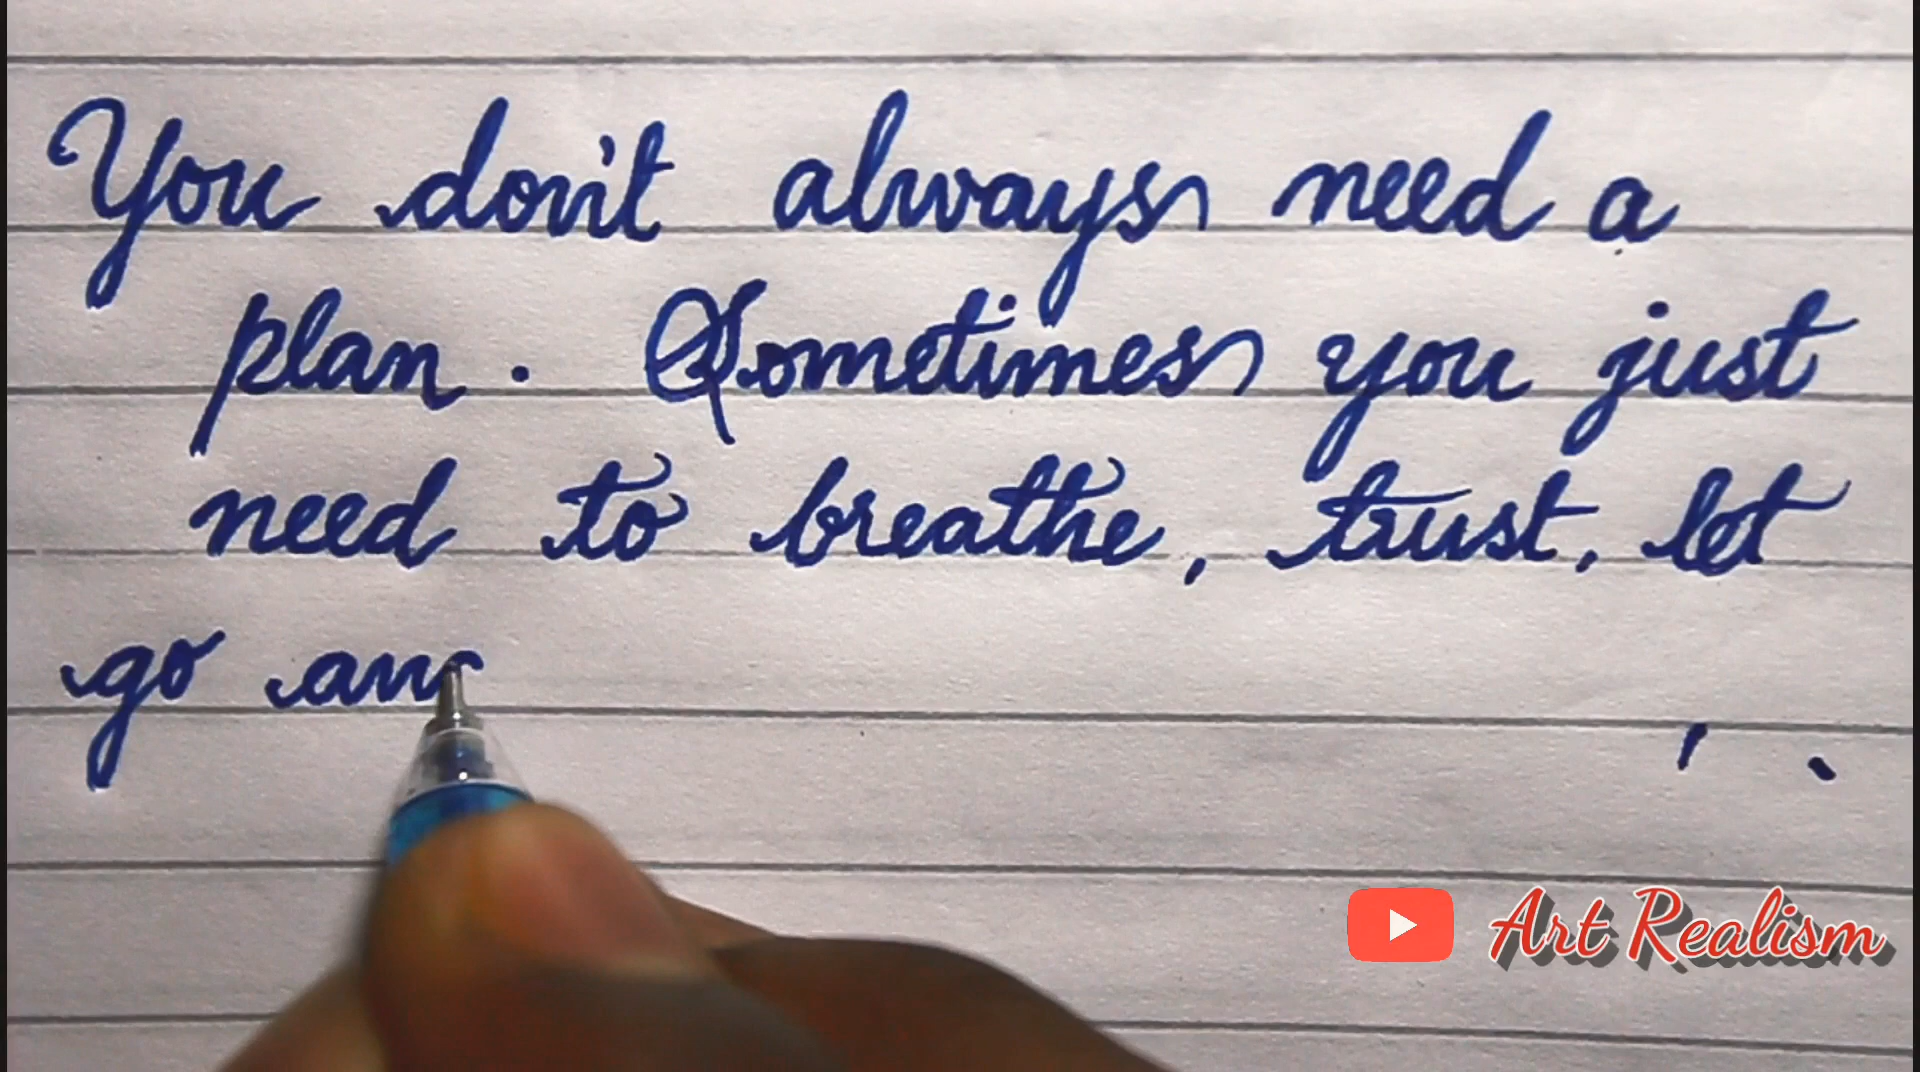 You don't always need a
plan. Sometimes you just
need to breathe, trust, let
go an
Art Realism